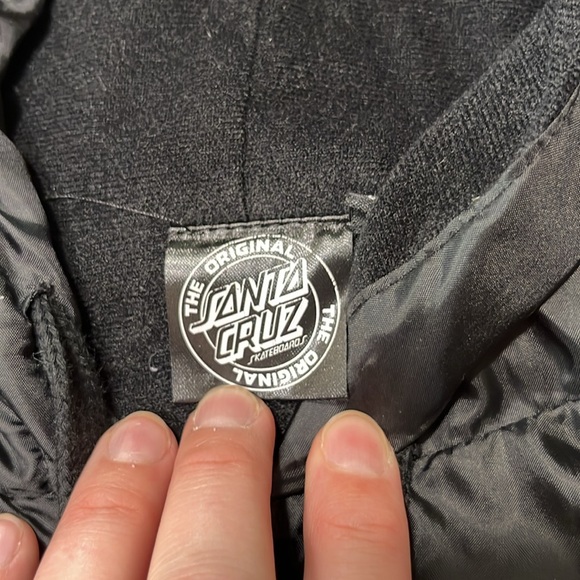 THE ORIGINAL
SANTA
CRUZ
SKATEBOARDS
THE ORIGINAL